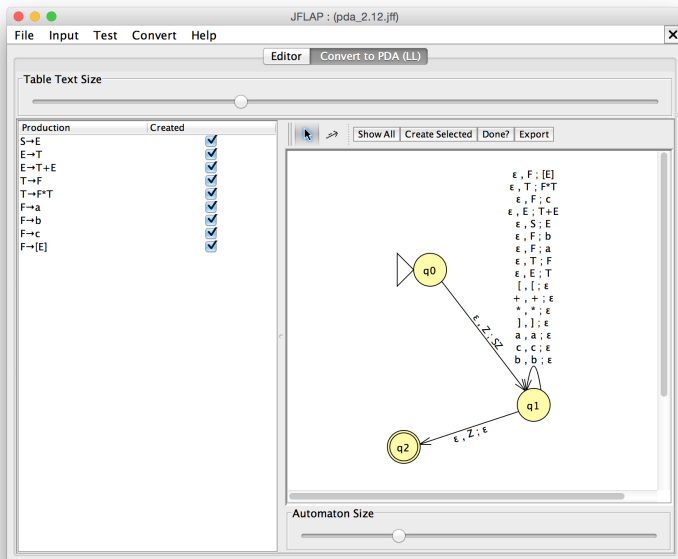 JFLAP : (pda_2.12.jff)
File Input Test Convert Help
Editor Convert to PDA (LL)
Table Text Size
Production Created
S→E
E→T
E→T+E
T→F
T→F*T
F→a
F→b
F→c
F→[E]
Show All Create Selected Done? Export
ε , F ; [E]
ε , T ; F*T
ε , F ; c
ε , E ; T+E
ε , S ; E
ε , F ; b
ε , F ; a
ε , T ; F
ε , E ; T
[ , [ ; ε
+ , + ; ε
* , * ; ε
] , ] ; ε
a , a ; ε
c , c ; ε
b , b ; ε
q0
ε , Z ; SZ
q1
ε , Z ; ε
q2
Automaton Size